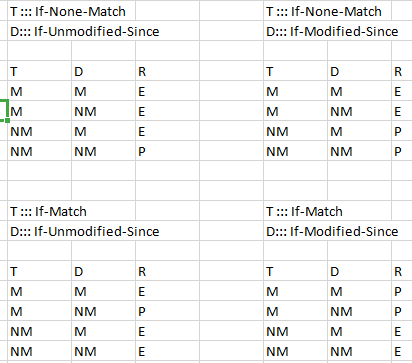 T ::: If-None-Match T ::: If-None-Match
D::: If-Unmodified-Since D::: If-Modified-Since
T D R T D R
M M E M M E
M NM E M NM E
NM M E NM M P
NM NM P NM NM P
T ::: If-Match T ::: If-Match
D::: If-Unmodified-Since D::: If-Modified-Since
T D R T D R
M M E M M P
M NM P M NM P
NM M E NM M E
NM NM E NM NM E